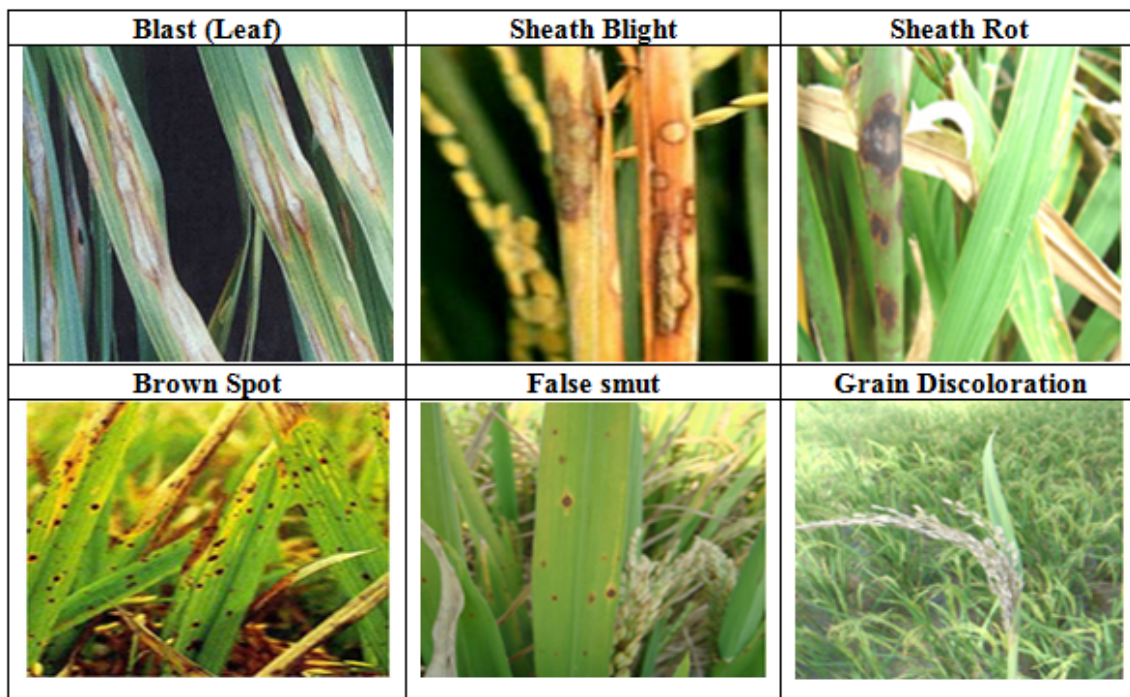 Blast (Leaf)
Sheath Blight
Sheath Rot
Brown Spot
False smut
Grain Discoloration